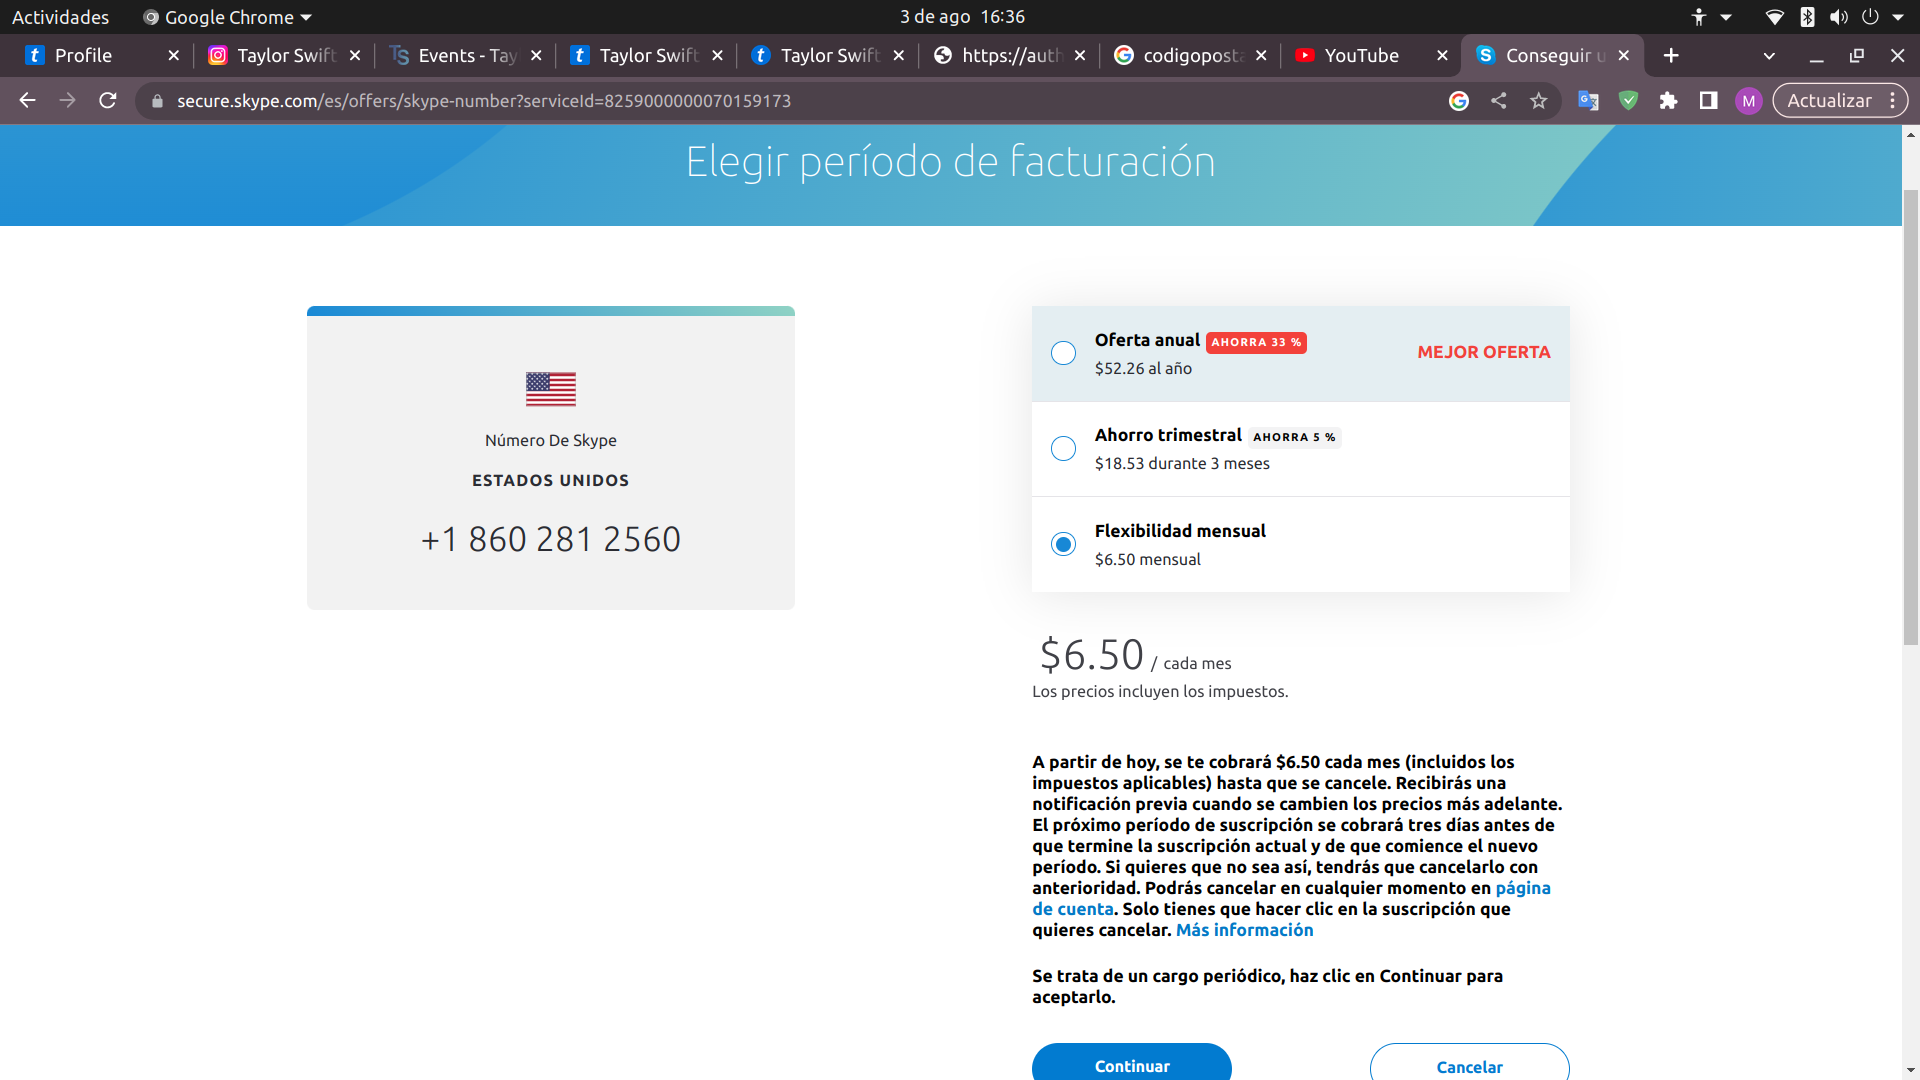 Actividades
Google Chrome
3 de ago 16:36
Profile
Taylor Swift
Events - Tay
Taylor Swift
Taylor Swift
https://auth
codigoposta
YouTube
Conseguir u
secure.skype.com/es/offers/skype-number?serviceId=8259000000070159173
M
Actualizar
Elegir período de facturación
Número De Skype
ESTADOS UNIDOS
+1 860 281 2560
Oferta anual AHORRA 33 %
$52.26 al año
MEJOR OFERTA
Ahorro trimestral AHORRA 5 %
$18.53 durante 3 meses
Flexibilidad mensual
$6.50 mensual
$6.50 / cada mes
Los precios incluyen los impuestos.
A partir de hoy, se te cobrará $6.50 cada mes (incluidos los
impuestos aplicables) hasta que se cancele. Recibirás una
notificación previa cuando se cambien los precios más adelante.
El próximo período de suscripción se cobrará tres días antes de
que termine la suscripción actual y de que comience el nuevo
período. Si quieres que no sea así, tendrás que cancelarlo con
anterioridad. Podrás cancelar en cualquier momento en página
de cuenta. Solo tienes que hacer clic en la suscripción que
quieres cancelar. Más información
Se trata de un cargo periódico, haz clic en Continuar para
aceptarlo.
Continuar
Cancelar